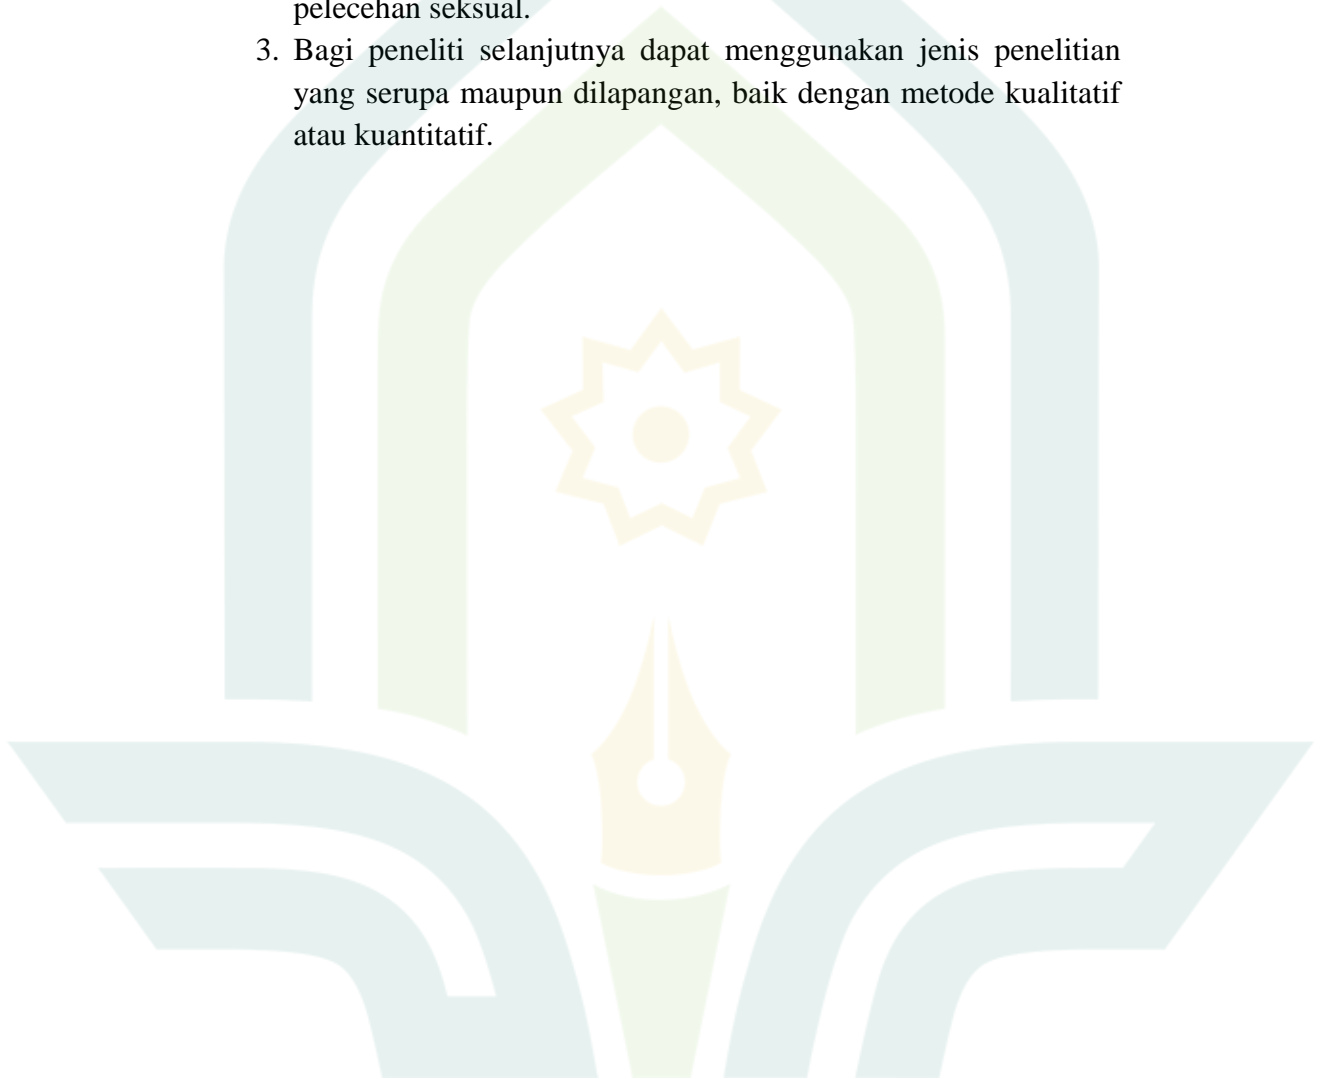 pelecehan seksual.
3. Bagi peneliti selanjutnya dapat menggunakan jenis penelitian
yang serupa maupun dilapangan, baik dengan metode kualitatif
atau kuantitatif.